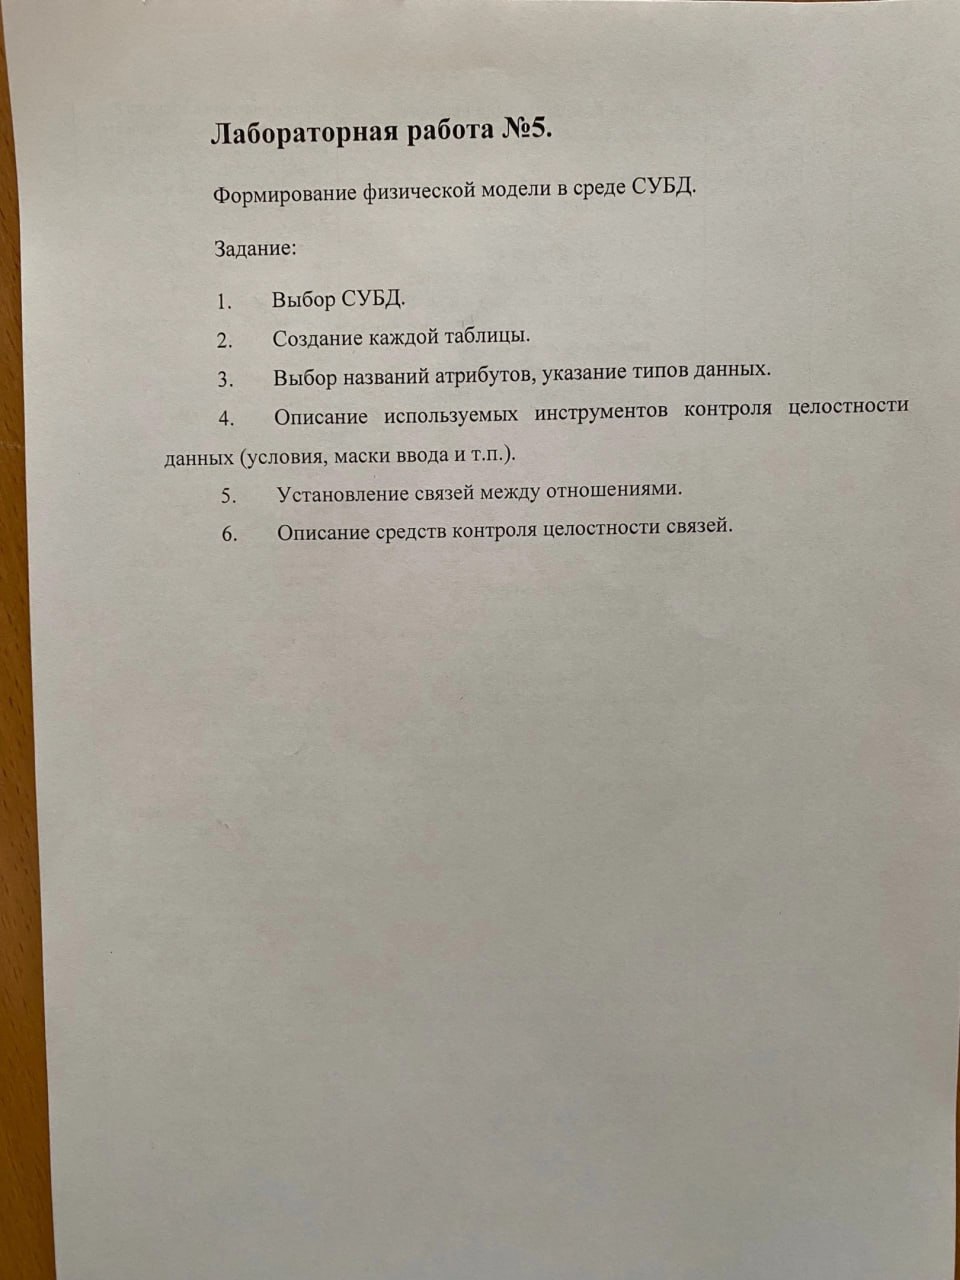 Лабораторная работа №5.
Формирование физической модели в среде СУБД.
Задание:
1. Выбор СУБД.
2. Создание каждой таблицы.
3. Выбор названий атрибутов, указание типов данных.
4. Описание используемых инструментов контроля целостности
данных (условия, маски ввода и т.п.).
5. Установление связей между отношениями.
6. Описание средств контроля целостности связей.